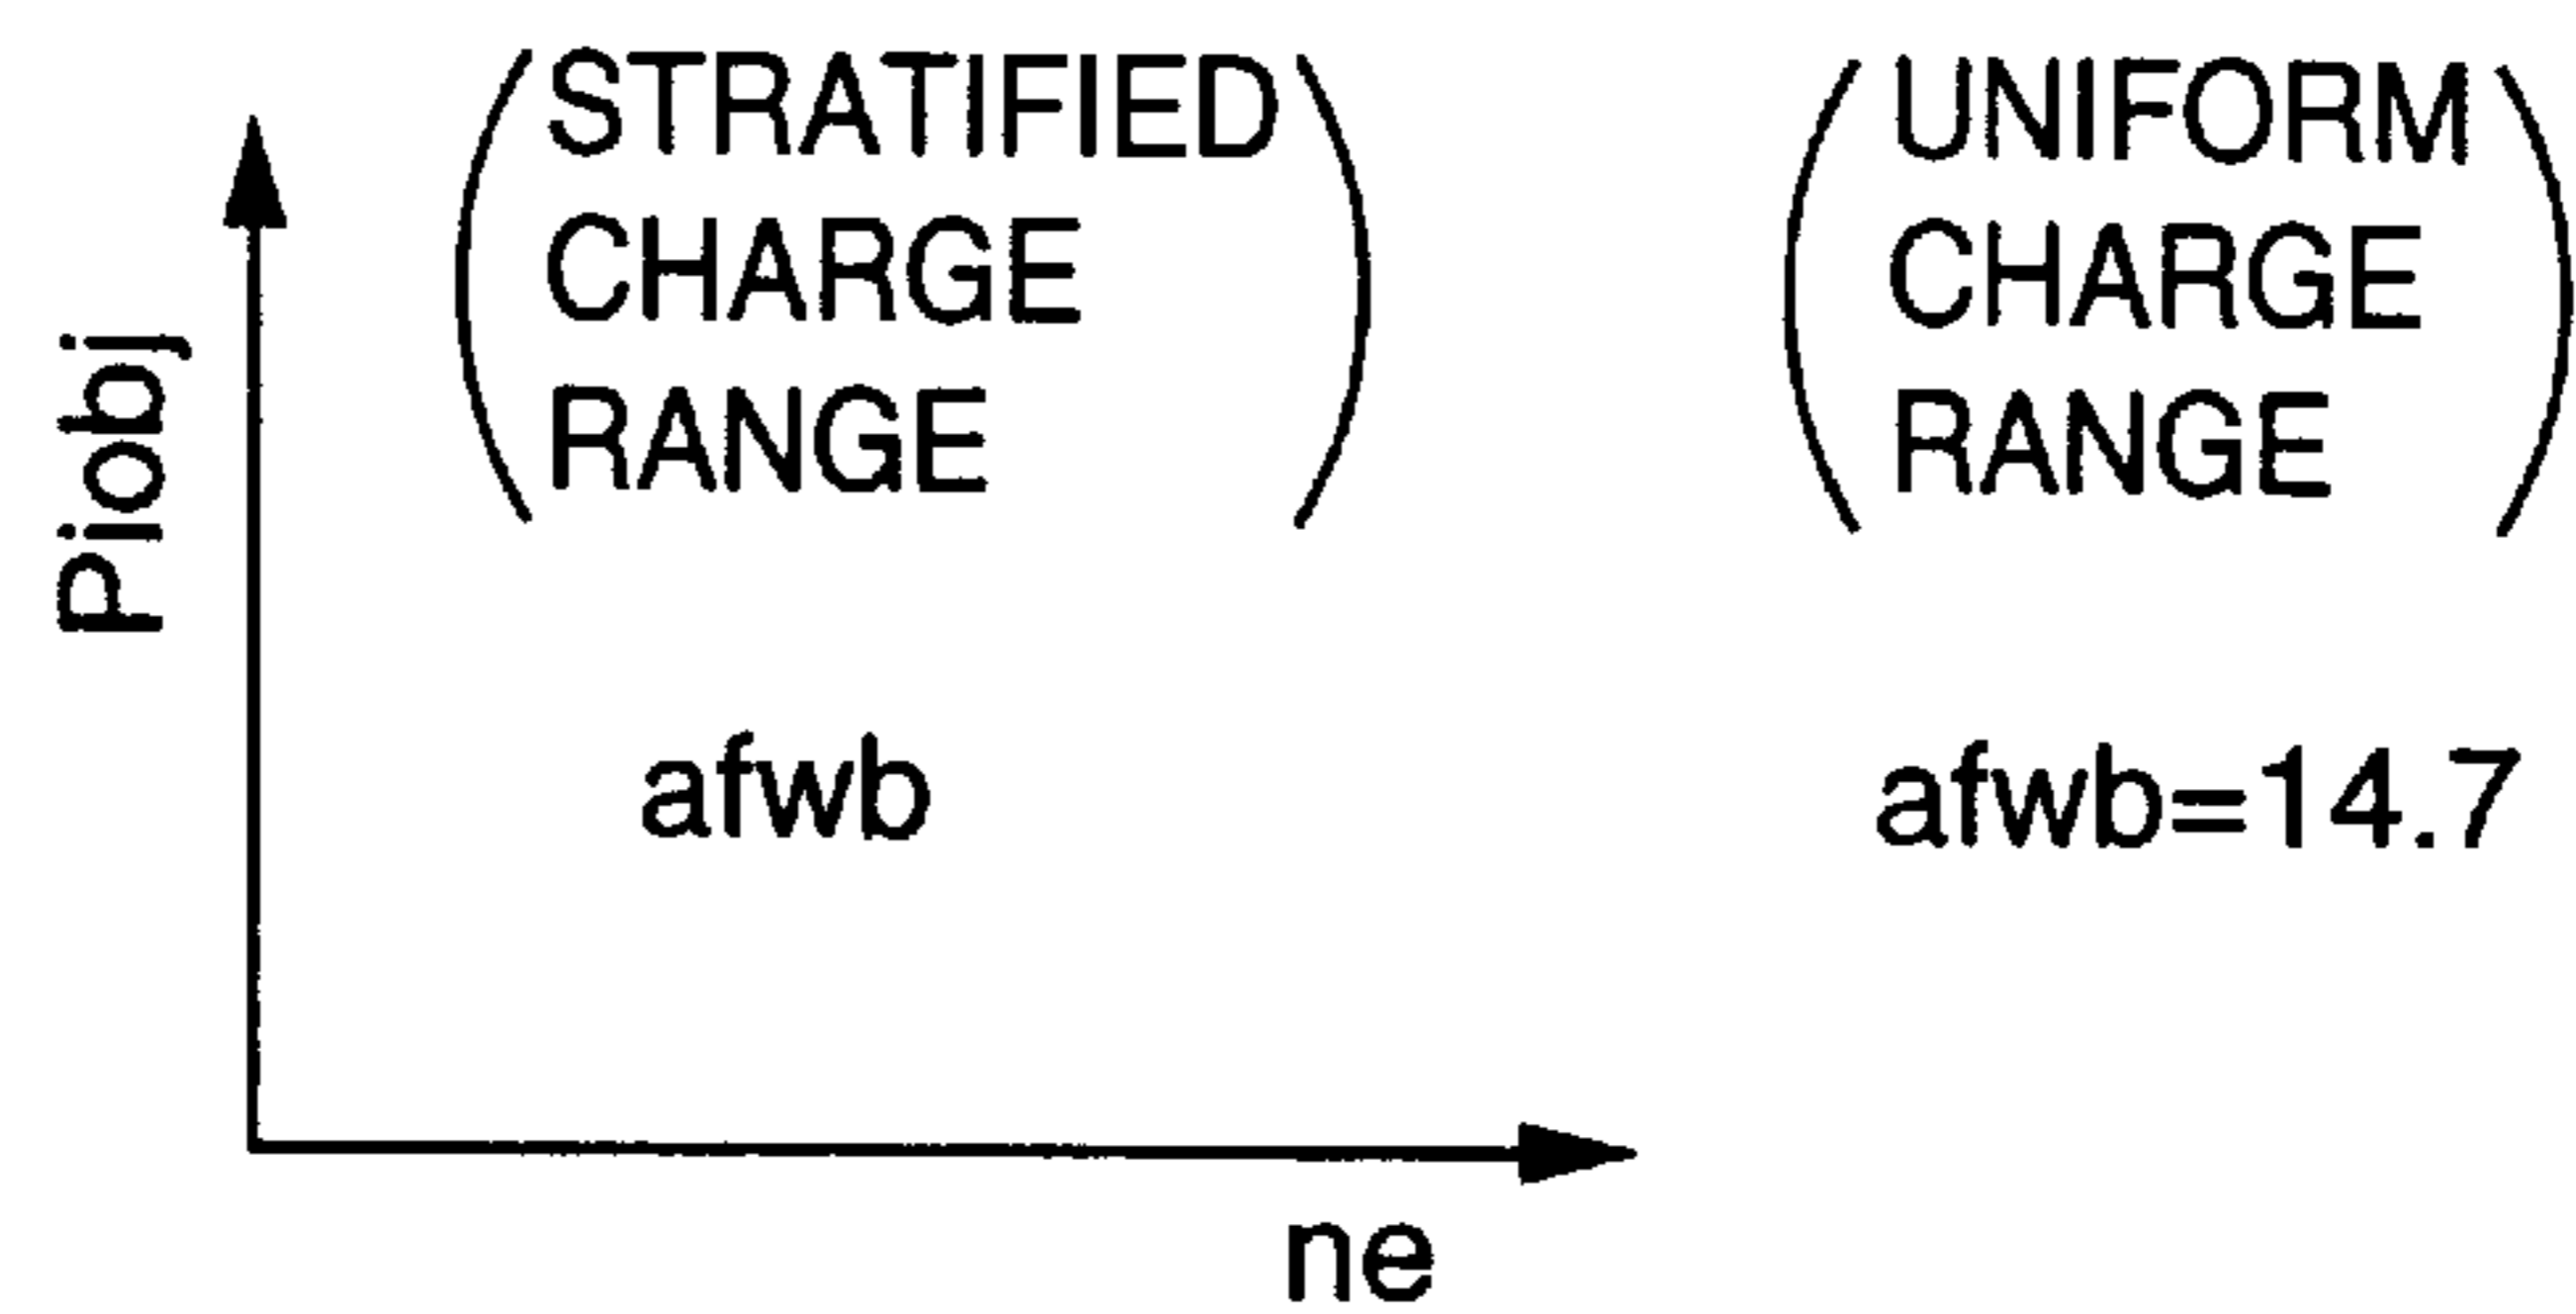 Piobj
STRATIFIED
CHARGE
RANGE
afwb
ne
UNIFORM
CHARGE
RANGE
afwb=14.7